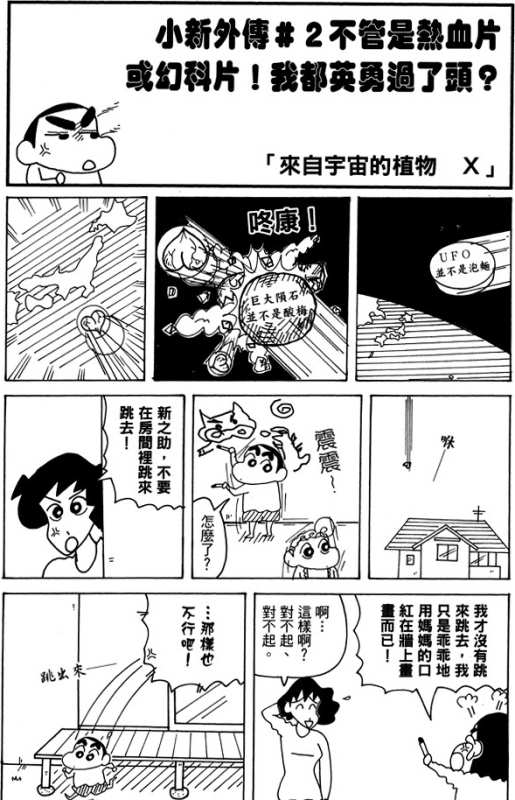 小新外傳＃２不管是熱血片
或幻科片！我都英勇過了頭？
「來自宇宙的植物　X」
UFO
並不是泡麵
咚康！
巨大隕石
並不是酸梅
咻
震
震
～
怎麼了？
新之助，不要
在房間裡跳來
跳去！
我才沒有跳
來跳去，我
只是乖乖地
用媽媽的口
紅在牆上畫
畫而已！
啊…
這樣啊？
對不起、
對不起。
…那樣也
不行吧！
跳出來